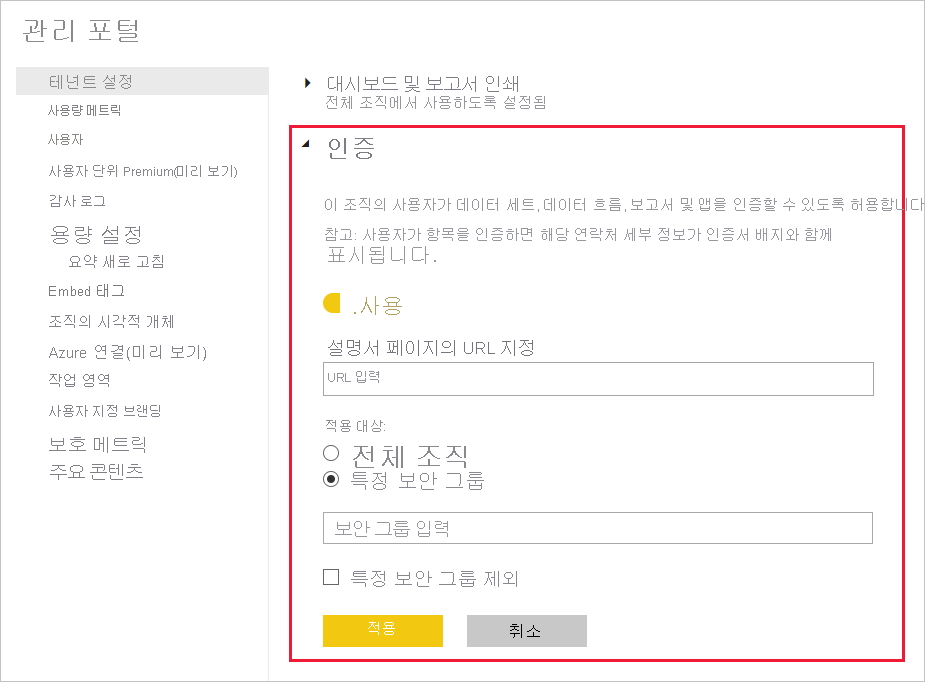 관리 포털
테넌트 설정
사용량 메트릭
사용자
사용자 단위 Premium(미리 보기)
감사 로그
용량 설정
요약 새로 고침
Embed 태그
조직의 시각적 개체
Azure 연결(미리 보기)
작업 영역
사용자 지정 브랜딩
보호 메트릭
주요 콘텐츠
대시보드 및 보고서 인쇄
전체 조직에서 사용하도록 설정됨
인증
이 조직의 사용자가 데이터 세트, 데이터 흐름, 보고서 및 앱을 인증할 수 있도록 허용합니다
참고: 사용자가 항목을 인증하면 해당 연락처 세부 정보가 인증서 배지와 함께
표시됩니다.
.사용
설명서 페이지의 URL 지정
URL 입력
적용 대상:
전체 조직
특정 보안 그룹
보안 그룹 입력
특정 보안 그룹 제외
적용
취소